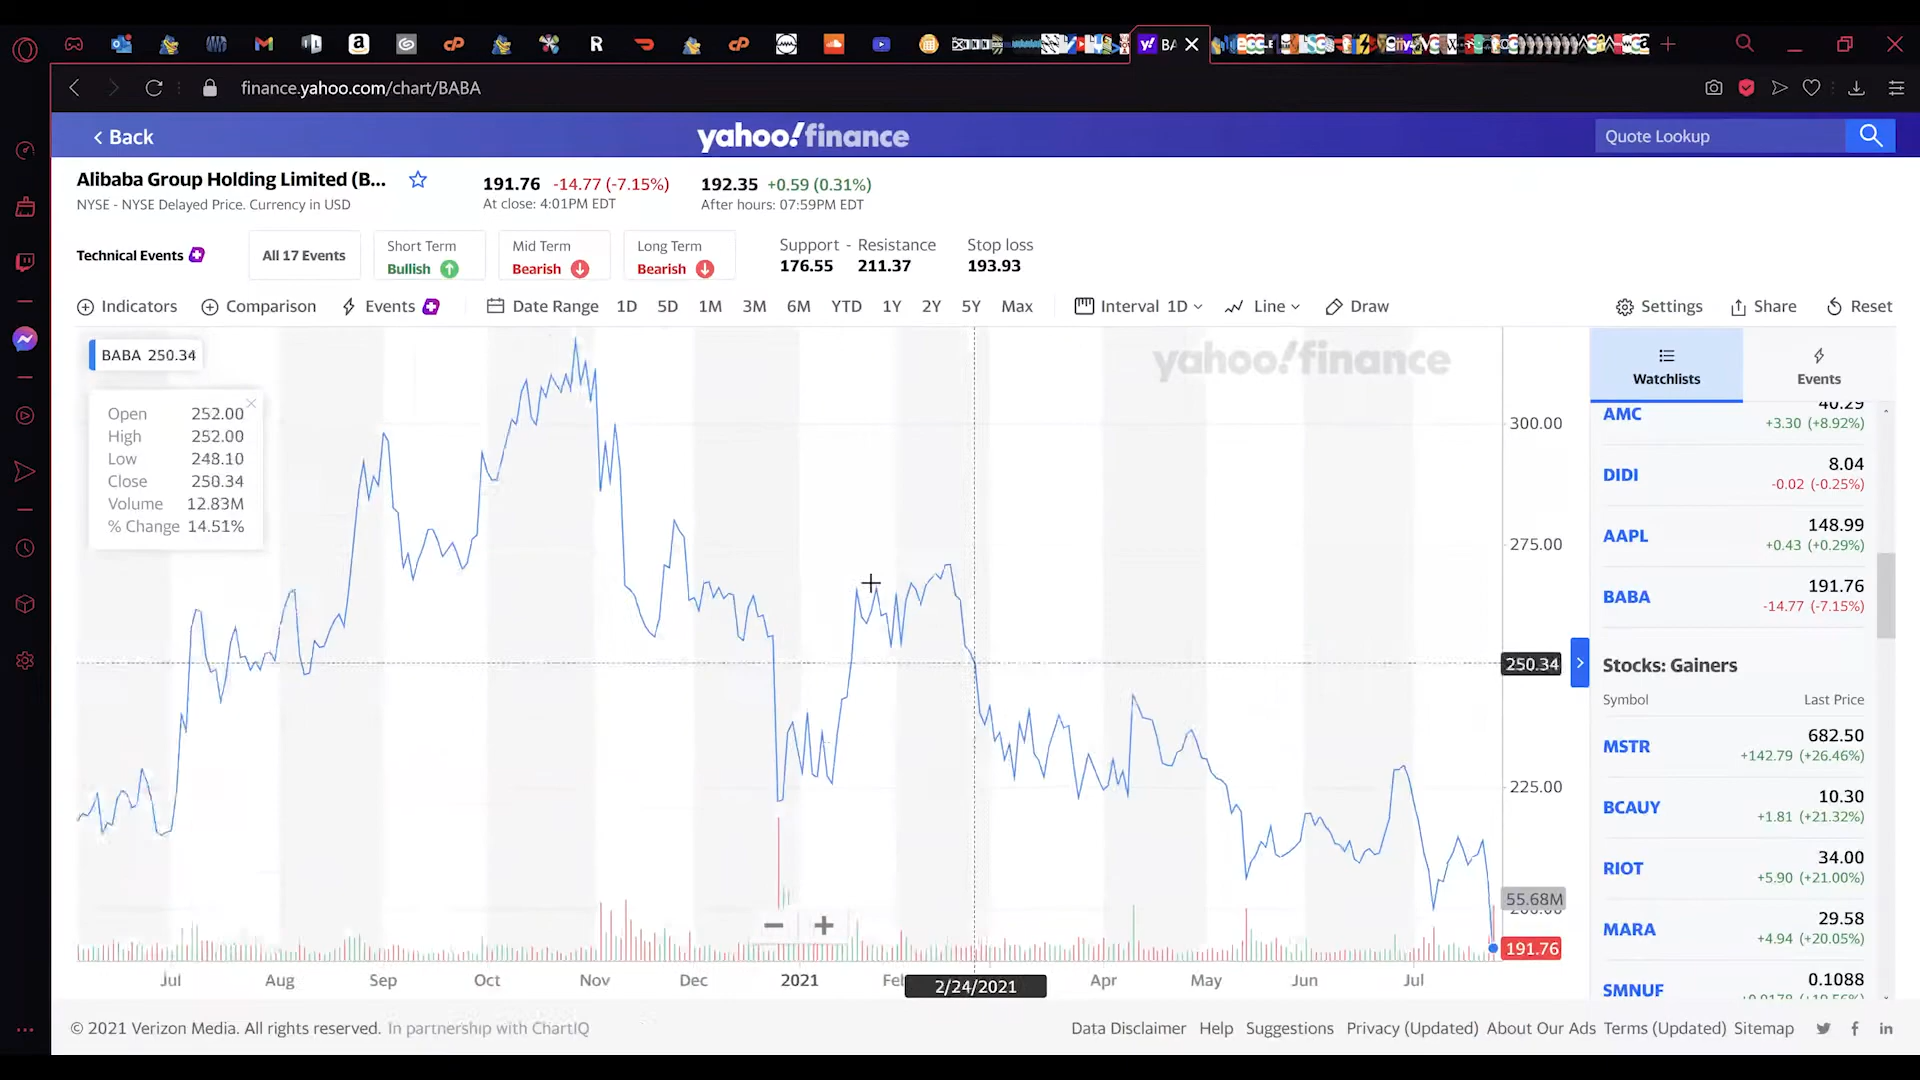 BA
finance.yahoo.com/chart/BABA
Back
yahoo!finance
Quote Lookup
Alibaba Group Holding Limited (B...
191.76 -14.77 (-7.15%)
192.35 +0.59 (0.31%)
NYSE - NYSE Delayed Price. Currency in USD
At close: 4:01PM EDT
After hours: 07:59PM EDT
Technical Events
All 17 Events
Short Term
Bullish
Mid Term
Bearish
Long Term
Bearish
Support - Resistance
176.55 211.37
Stop loss
193.93
Indicators
Comparison
Events
Date Range
1D 5D 1M 3M 6M YTD 1Y 2Y 5Y Max
Interval 1D
Line
Draw
Settings
Share
Reset
BABA 250.34
Open 252.00
High 252.00
Low 248.10
Close 250.34
Volume 12.83M
% Change 14.51%
yahoo!finance
300.00
275.00
250.34
225.00
55.68M
191.76
Jul Aug Sep Oct Nov Dec 2021 2/24/2021 Apr May Jun Jul
Watchlists
Events
AMC 40.29
+3.30 (+8.92%)
DIDI 8.04
-0.02 (-0.25%)
AAPL 148.99
+0.43 (+0.29%)
BABA 191.76
-14.77 (-7.15%)
Stocks: Gainers
Symbol Last Price
MSTR 682.50
+142.79 (+26.46%)
BCAUY 10.30
+1.81 (+21.32%)
RIOT 34.00
+5.90 (+21.00%)
MARA 29.58
+4.94 (+20.05%)
SMNUF 0.1088
© 2021 Verizon Media. All rights reserved. In partnership with ChartIQ
Data Disclaimer Help Suggestions Privacy (Updated) About Our Ads Terms (Updated) Sitemap